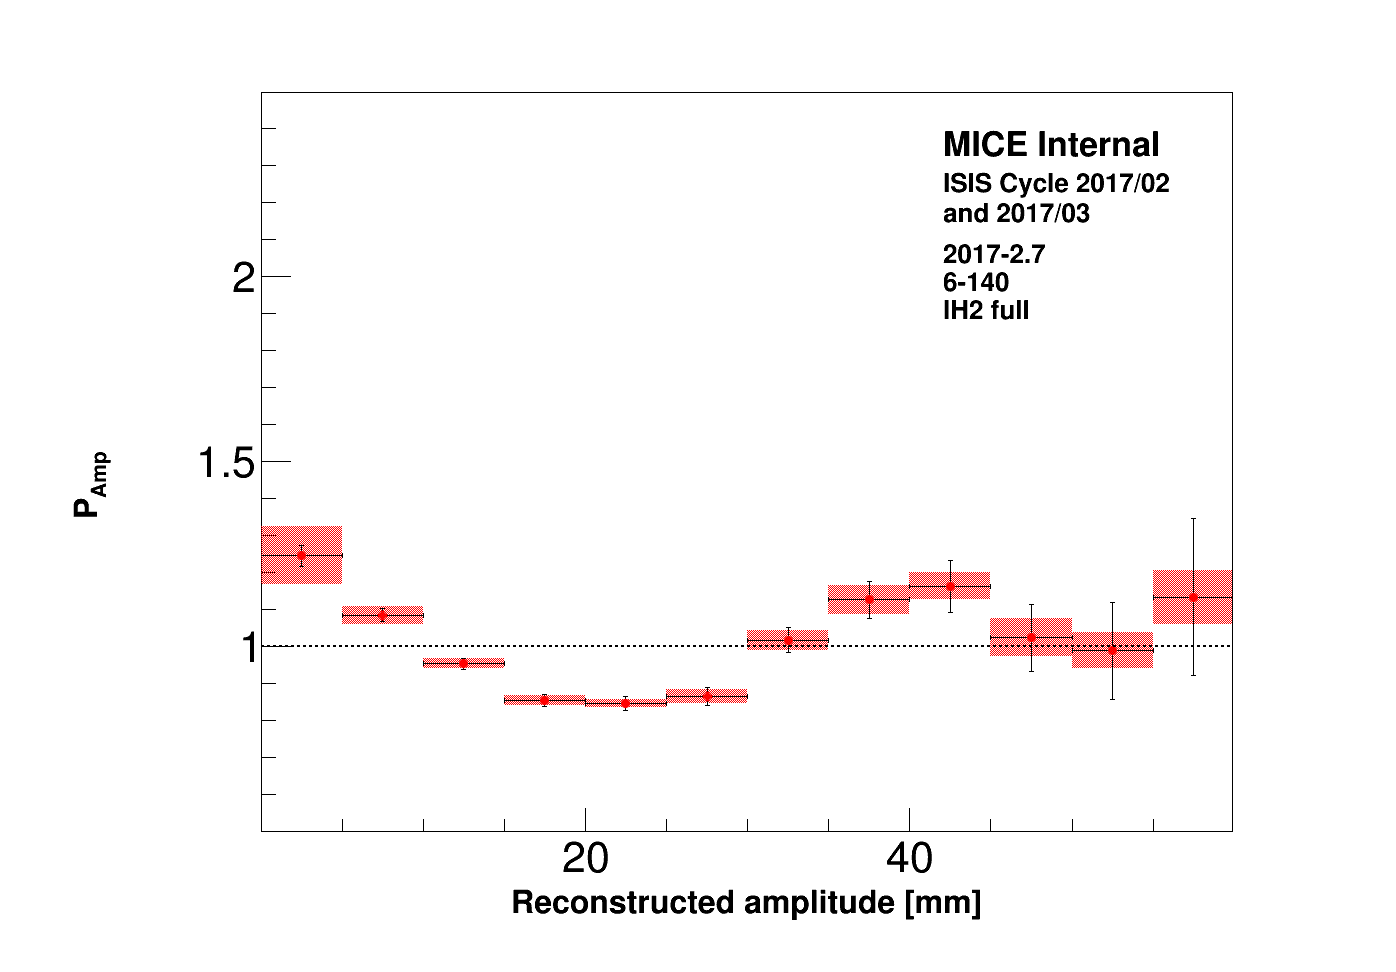 MICE Internal
ISIS Cycle 2017/02
and 2017/03
2017-2.7
6-140
IH2 full
2
1.5
1
P_Amp
20
40
Reconstructed amplitude [mm]